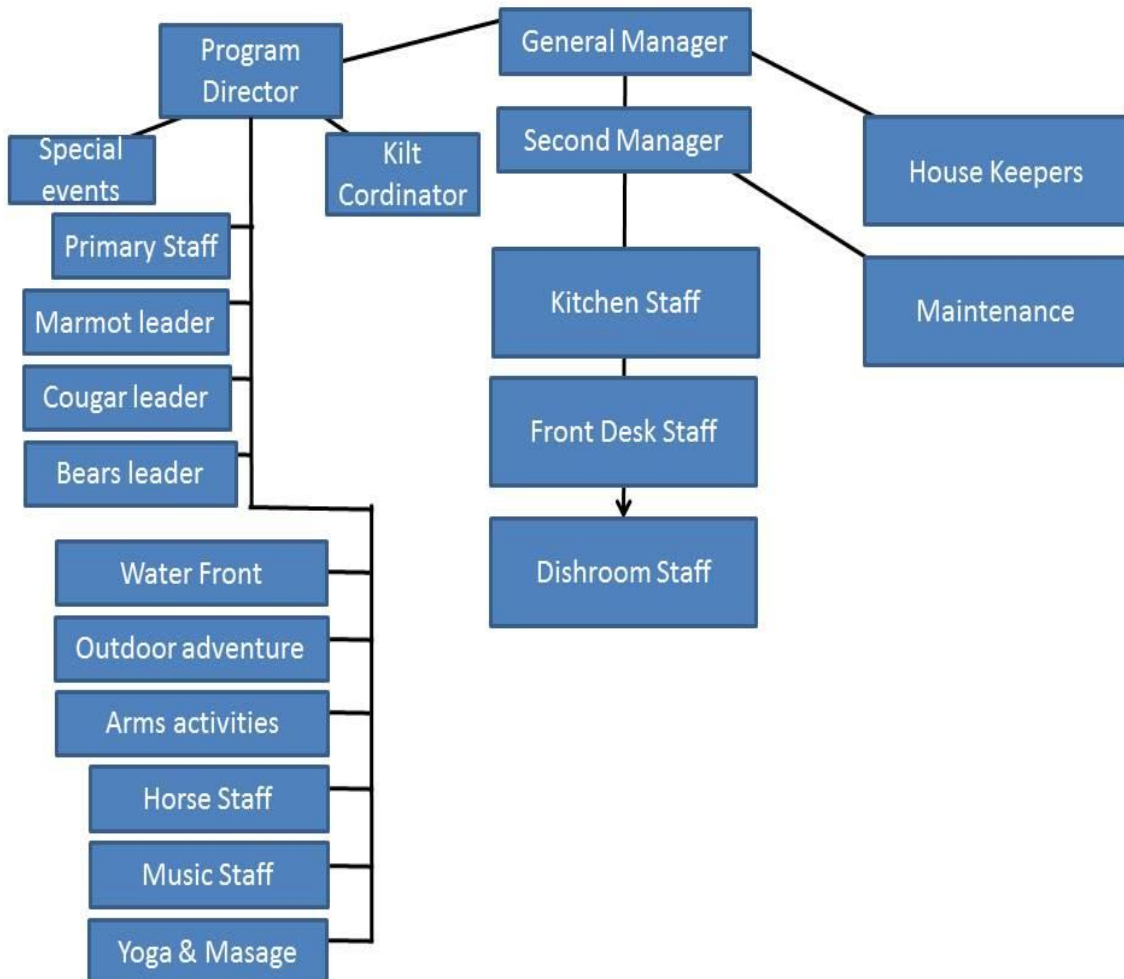 Program
Director
General Manager
Special
events
Kilt
Cordinator
Second Manager
House Keepers
Primary Staff
Marmot leader
Cougar leader
Bears leader
Kitchen Staff
Maintenance
Front Desk Staff
Dishroom Staff
Water Front
Outdoor adventure
Arms activities
Horse Staff
Music Staff
Yoga & Masage